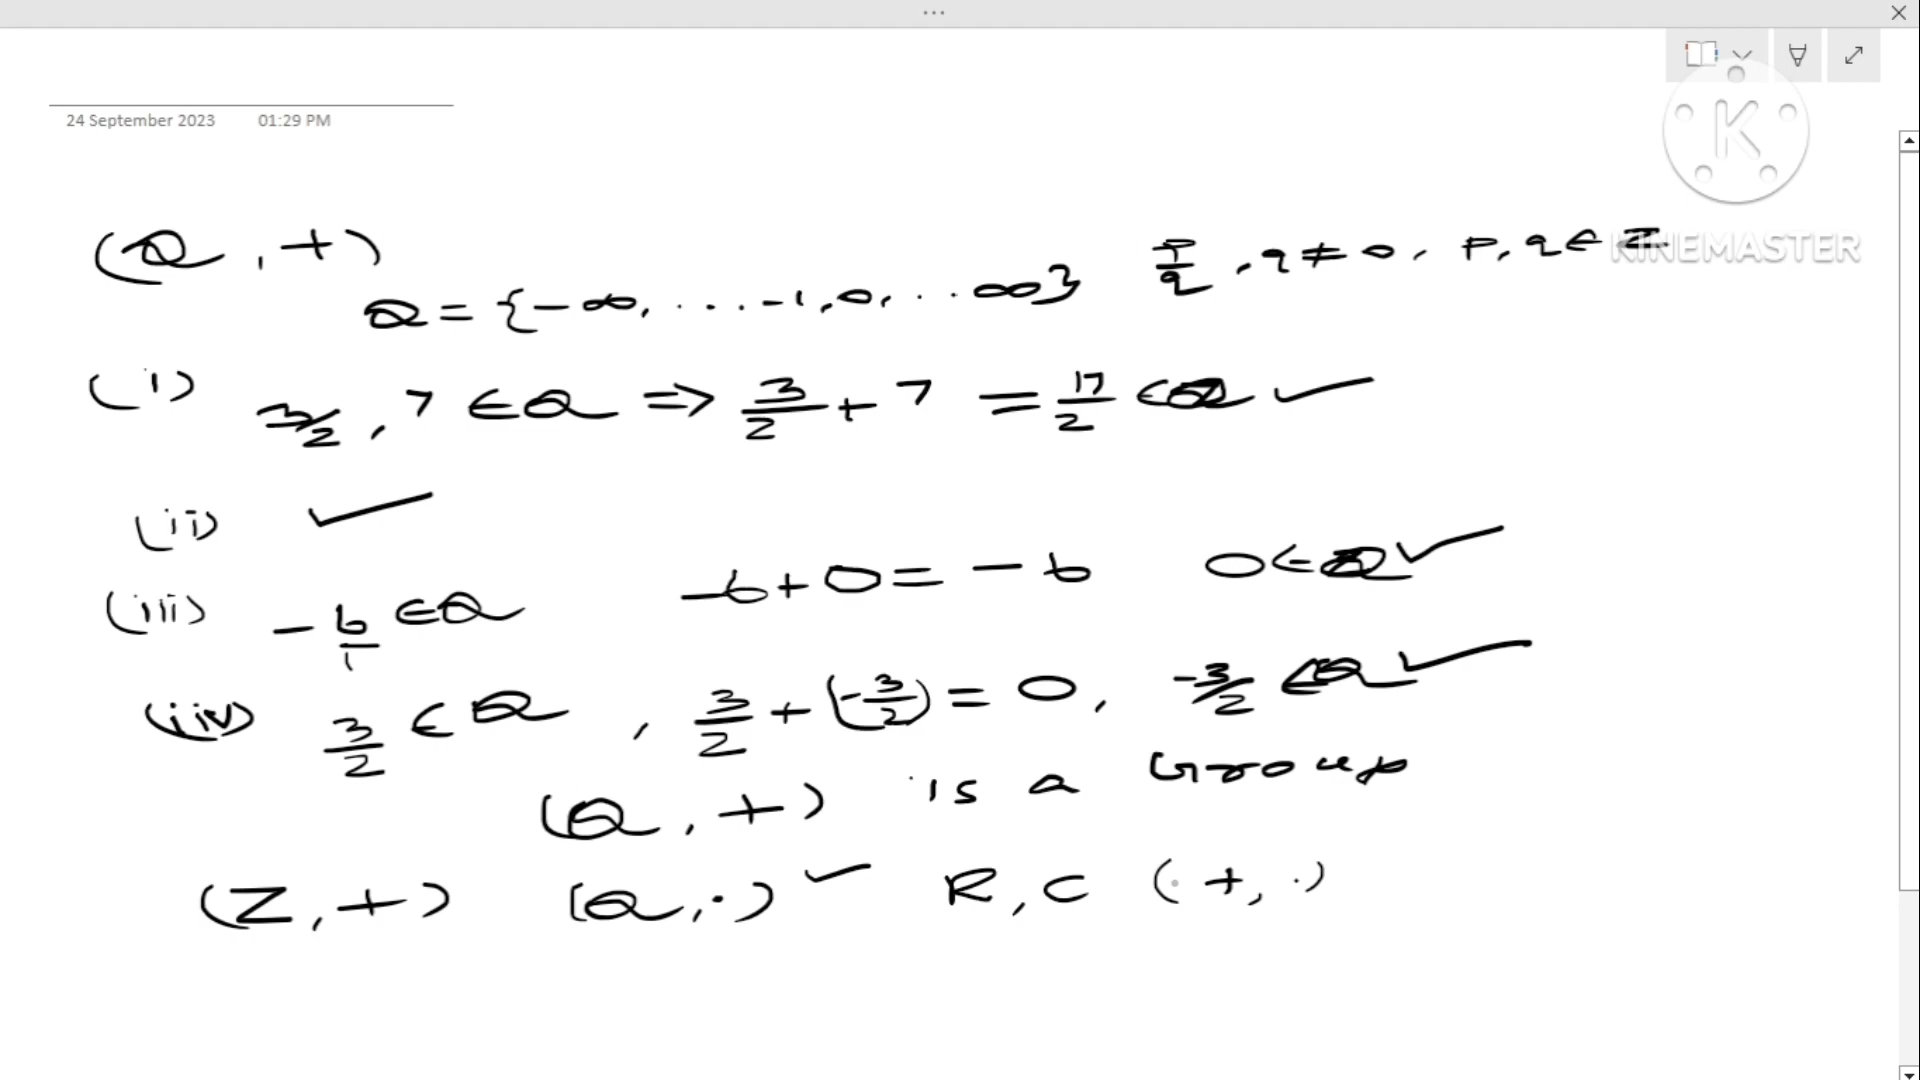 24 September 2023 01:29 PM
KINEMASTER
(Q, +)
Q = {-∞, ... -1, 0, ... ∞} p/q, q ≠ 0, p, q ∈ Z
(i) 3/2, 7 ∈ Q ⇒ 3/2 + 7 = 17/2 ∈ Q ✓
(ii) ✓
(iii) -6/1 ∈ Q -6 + 0 = -6 0 ∈ Q ✓
(iv) 3/2 ∈ Q, 3/2 + (-3/2) = 0, -3/2 ∈ Q ✓
(Q, +) is a Group
(Z, +) (Q, ·) ✓ R, C (+, ·)